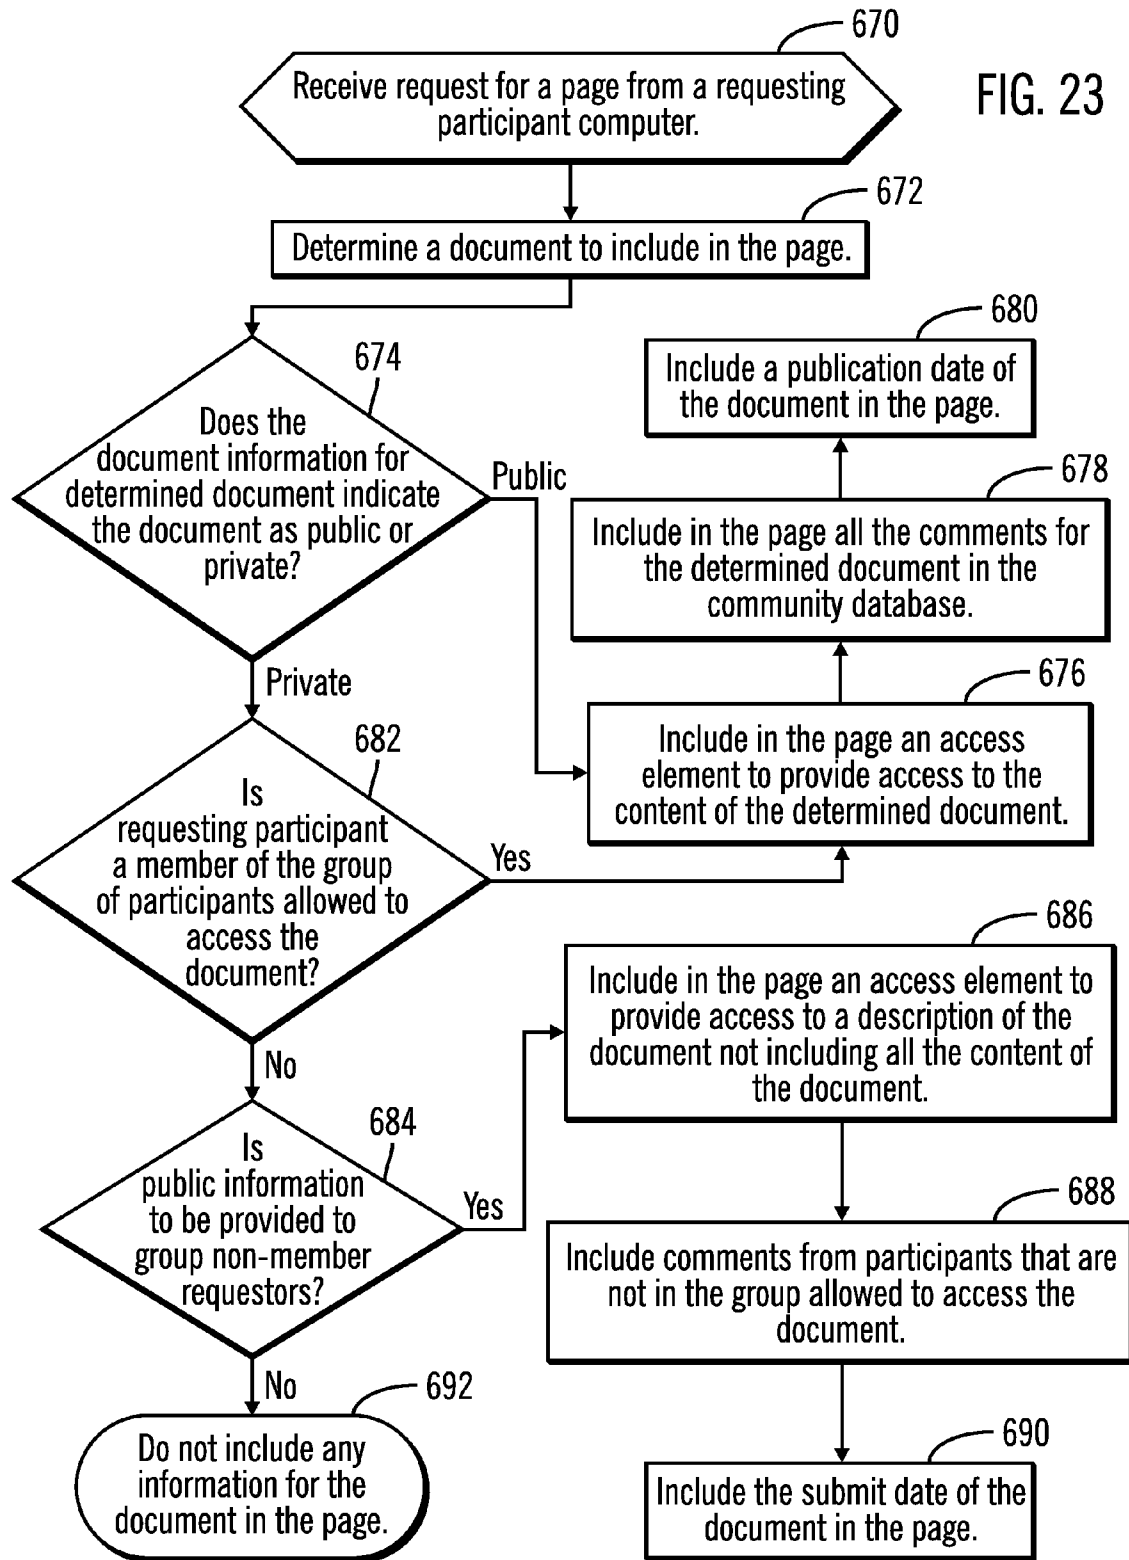 670
Receive request for a page from a requesting
participant computer.
FIG. 23
672
Determine a document to include in the page.
674
Does the
document information for
determined document indicate
the document as public or
private?
Public
Private
680
Include a publication date of
the document in the page.
678
Include in the page all the comments for
the determined document in the
community database.
676
Include in the page an access
element to provide access to the
content of the determined document.
682
Is
requesting participant
a member of the group
of participants allowed to
access the
document?
Yes
No
684
Is
public information
to be provided to
group non-member
requestors?
Yes
No
686
Include in the page an access element to
provide access to a description of the
document not including all the content of
the document.
688
Include comments from participants that are
not in the group allowed to access the
document.
690
Include the submit date of the
document in the page.
692
Do not include any
information for the
document in the page.